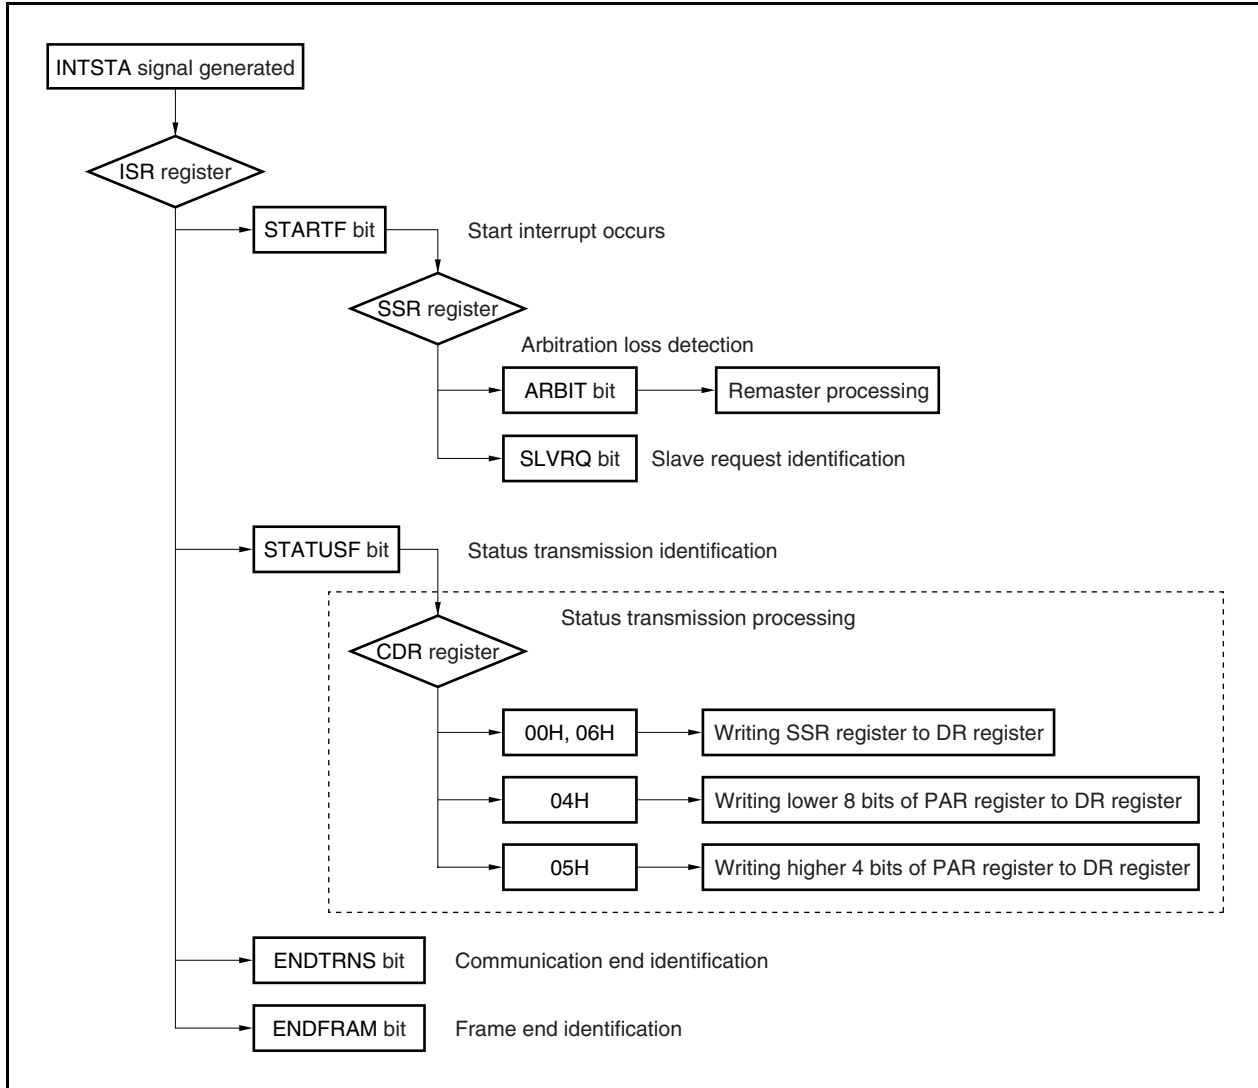 INTSTA signal generated
ISR register
STARTF bit
Start interrupt occurs
SSR register
Arbitration loss detection
ARBIT bit
Remaster processing
SLVRQ bit
Slave request identification
STATUSF bit
Status transmission identification
Status transmission processing
CDR register
00H, 06H
Writing SSR register to DR register
04H
Writing lower 8 bits of PAR register to DR register
05H
Writing higher 4 bits of PAR register to DR register
ENDTRNS bit
Communication end identification
ENDFRAM bit
Frame end identification